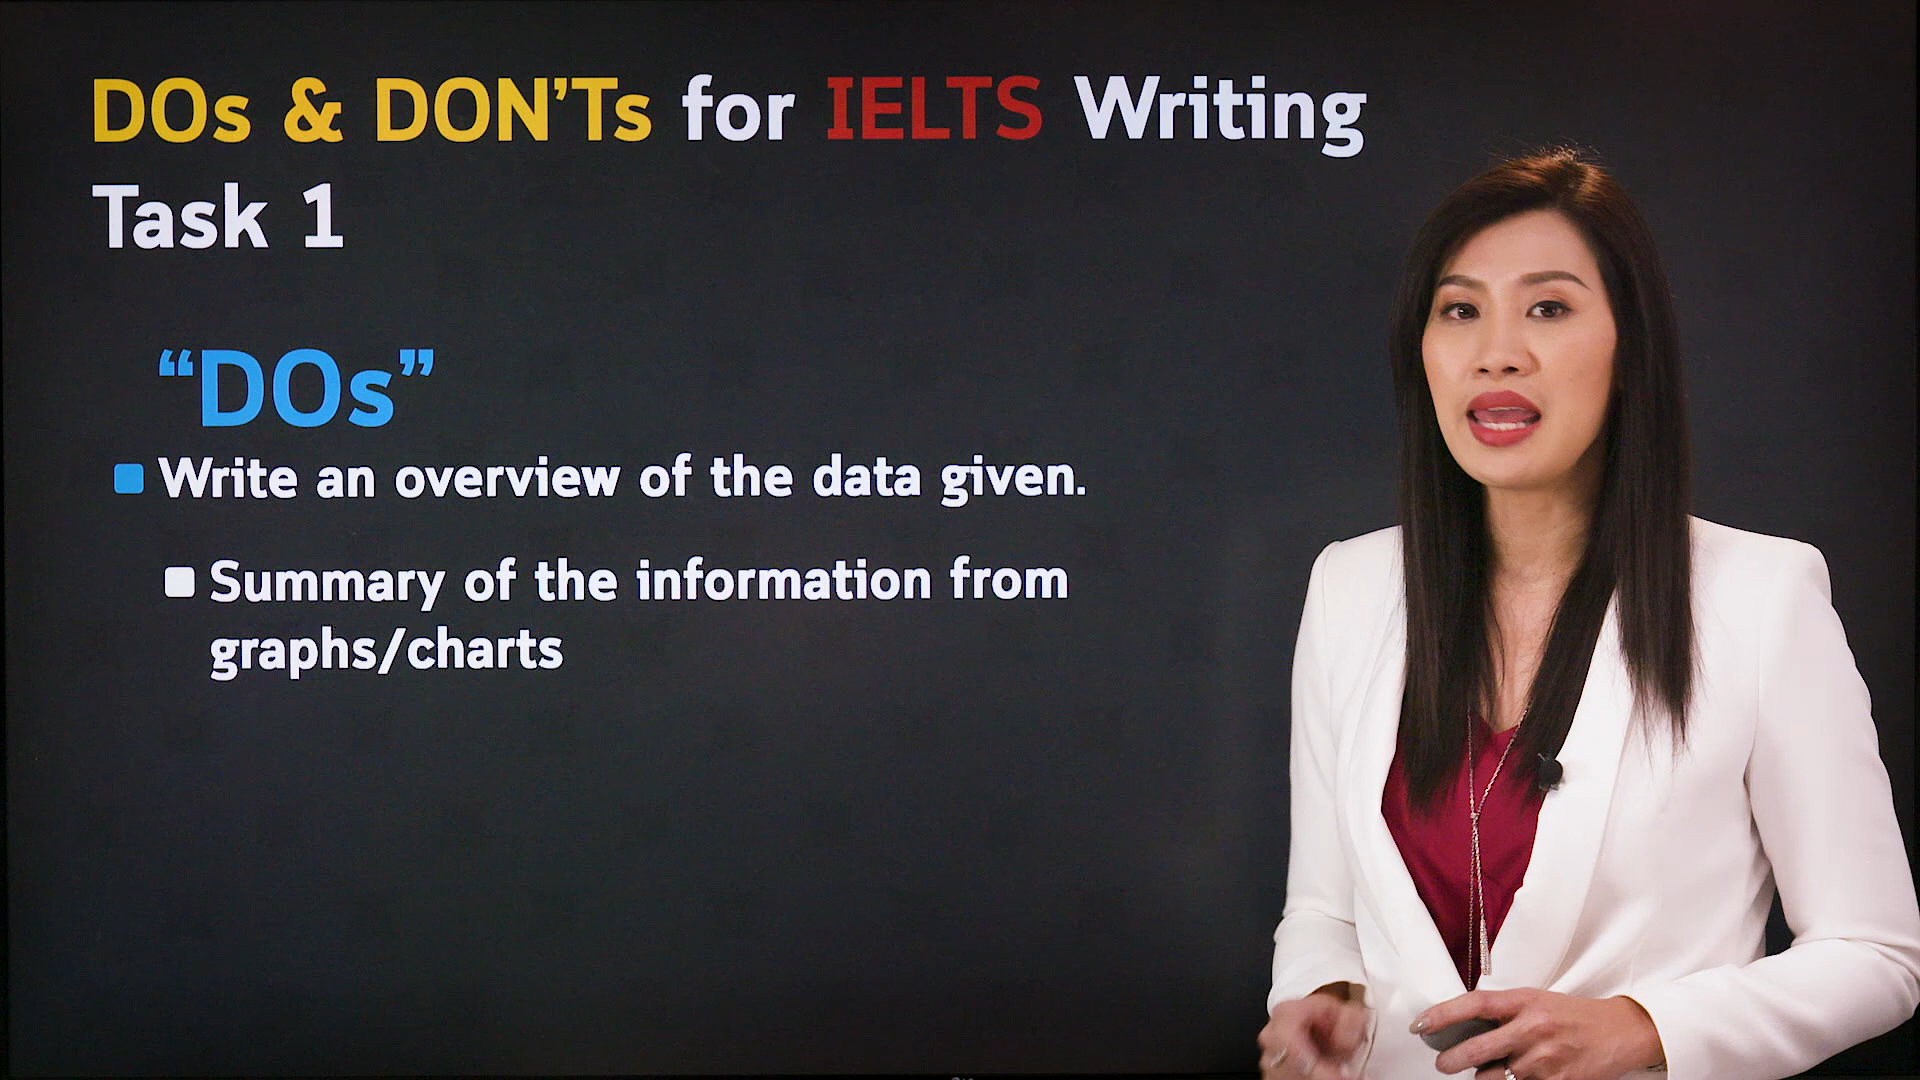 DOs & DON'Ts for IELTS Writing
Task 1
“DOs”
Write an overview of the data given.
Summary of the information from
graphs/charts